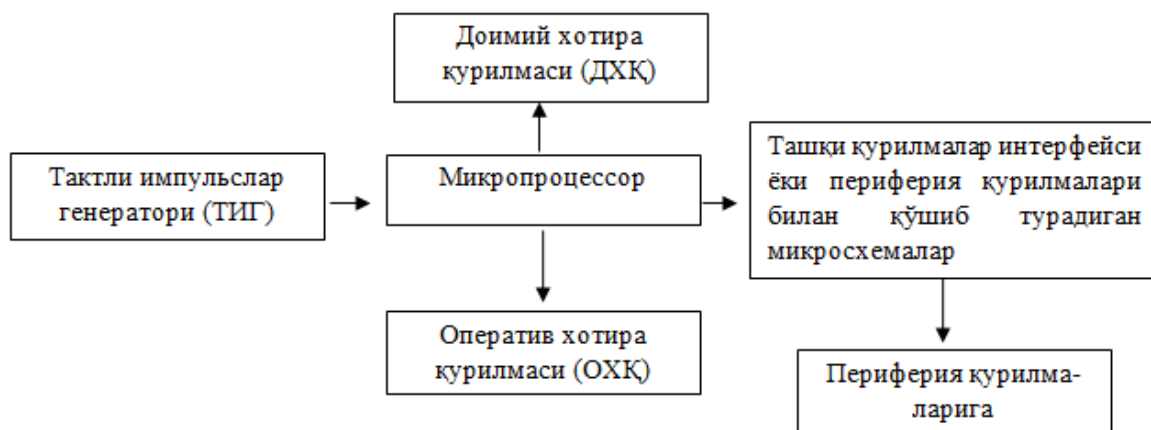 Доимий хотира
қурилмаси (ДХҚ)
Тактли импульслар
генератори (ТИГ)
Микропроцессор
Ташқи қурилмалар интерфейси
ёки периферия қурилмалари
билан қўшиб турадиган
микросхемалар
Оператив хотира
қурилмаси (ОХҚ)
Периферия қурилма-
ларига